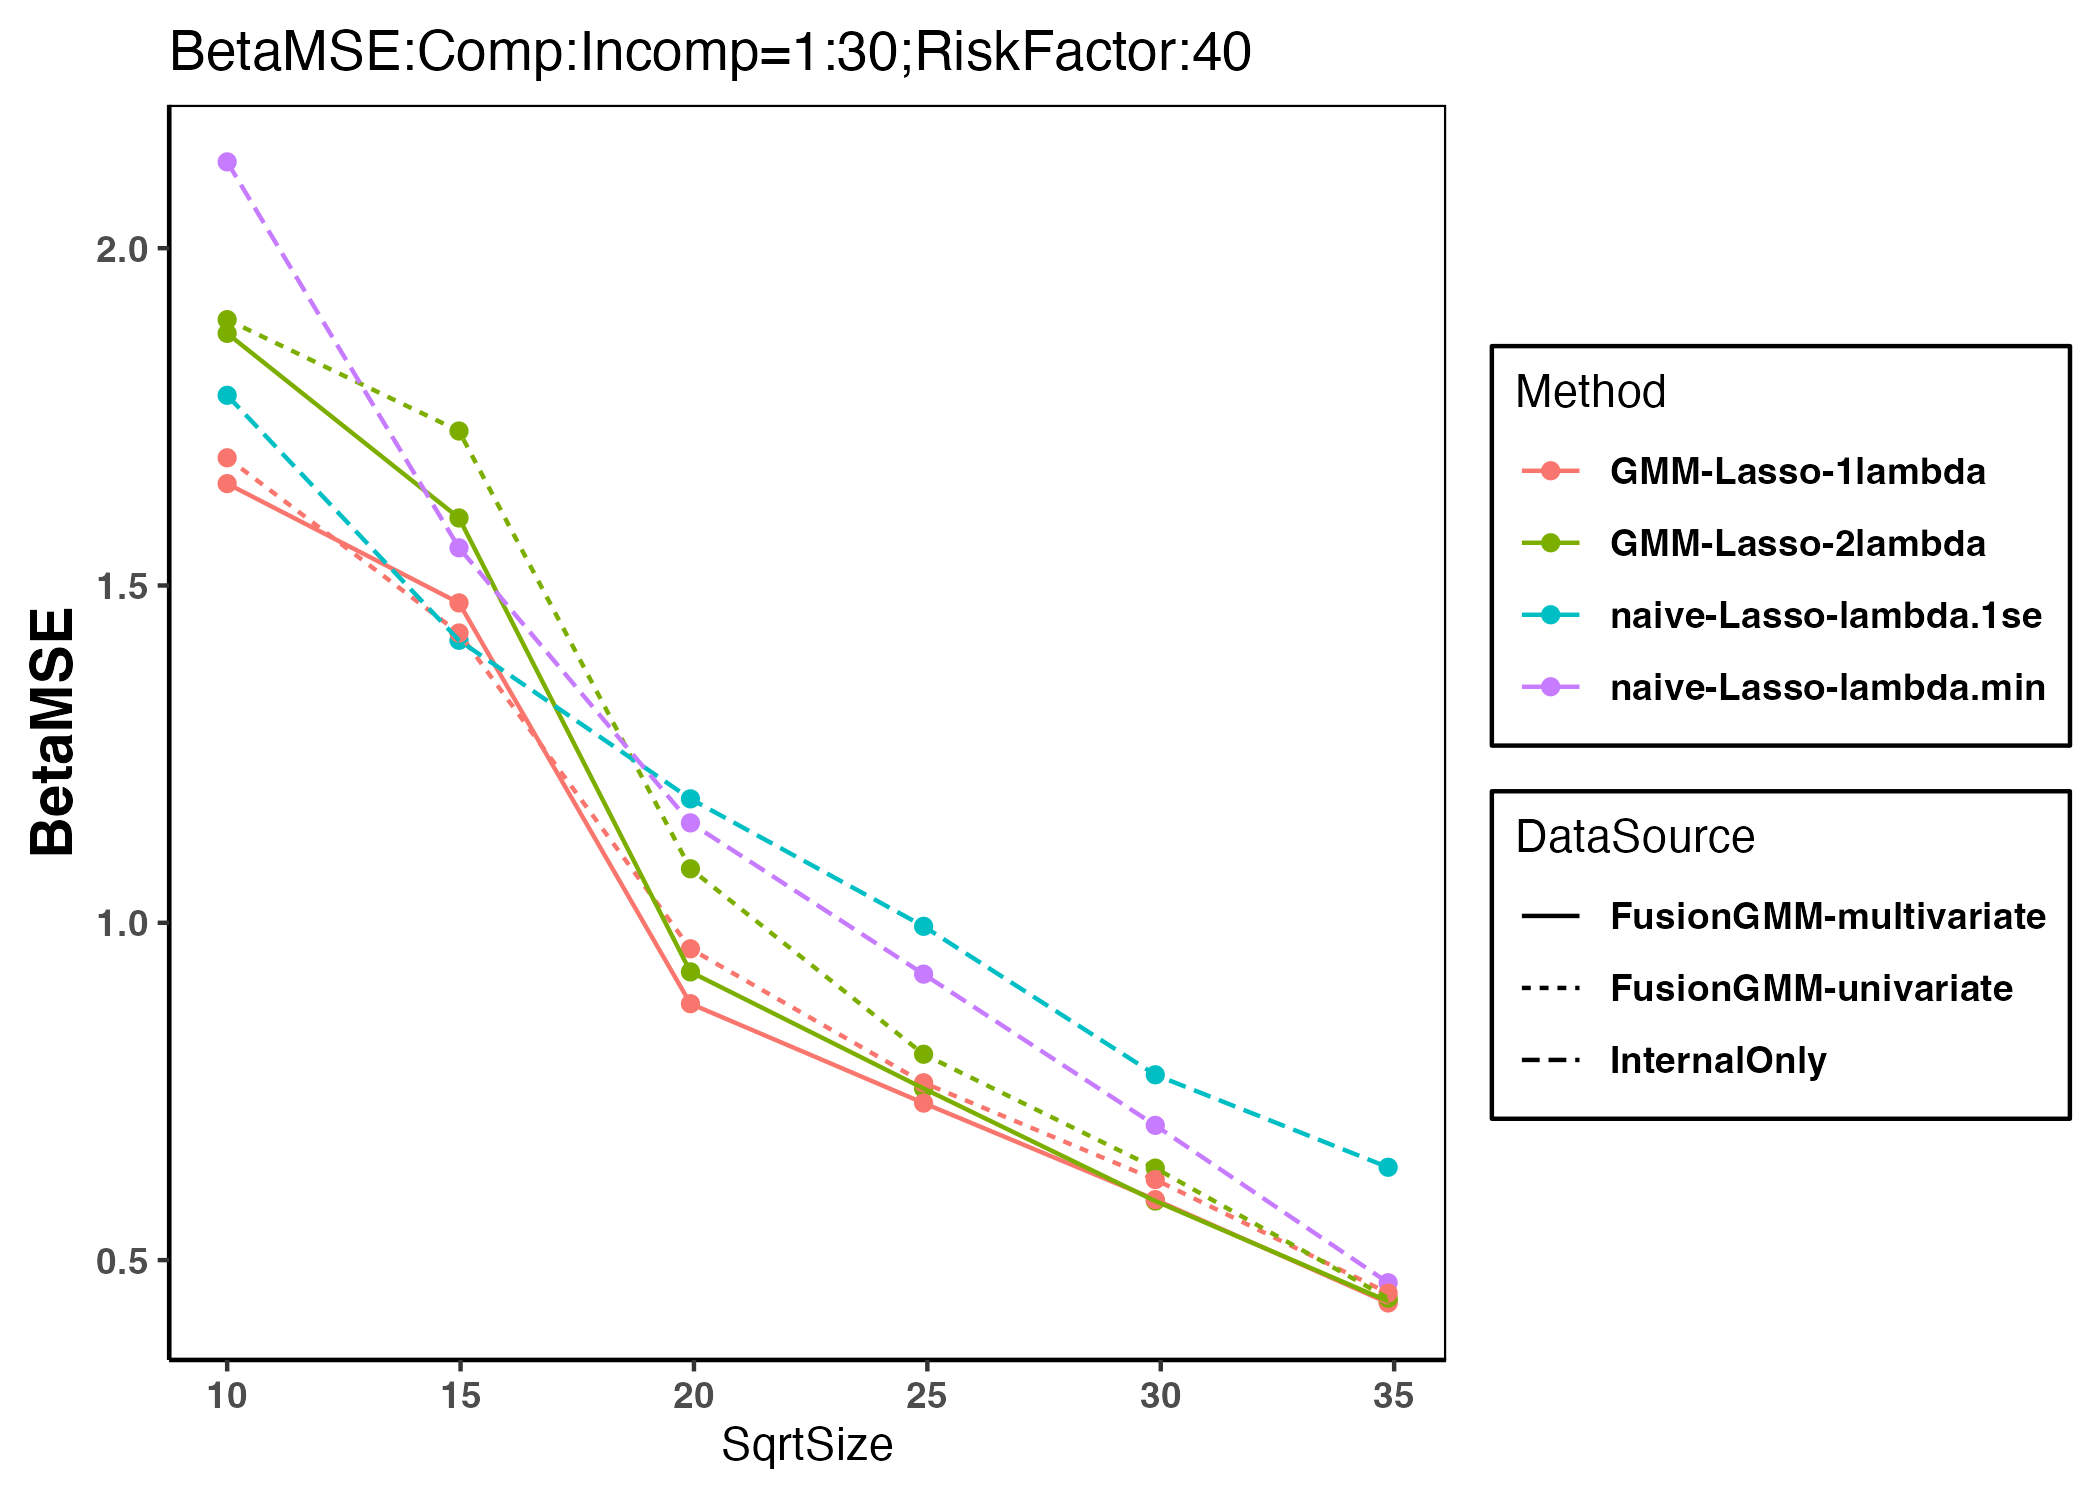 BetaMSE:Comp:Incomp=1:30;RiskFactor:40
BetaMSE
2.0
1.5
1.0
0.5
10 15 20 25 30 35
SqrtSize
Method
GMM-Lasso-1lambda
GMM-Lasso-2lambda
naive-Lasso-lambda.1se
naive-Lasso-lambda.min
DataSource
FusionGMM-multivariate
FusionGMM-univariate
InternalOnly